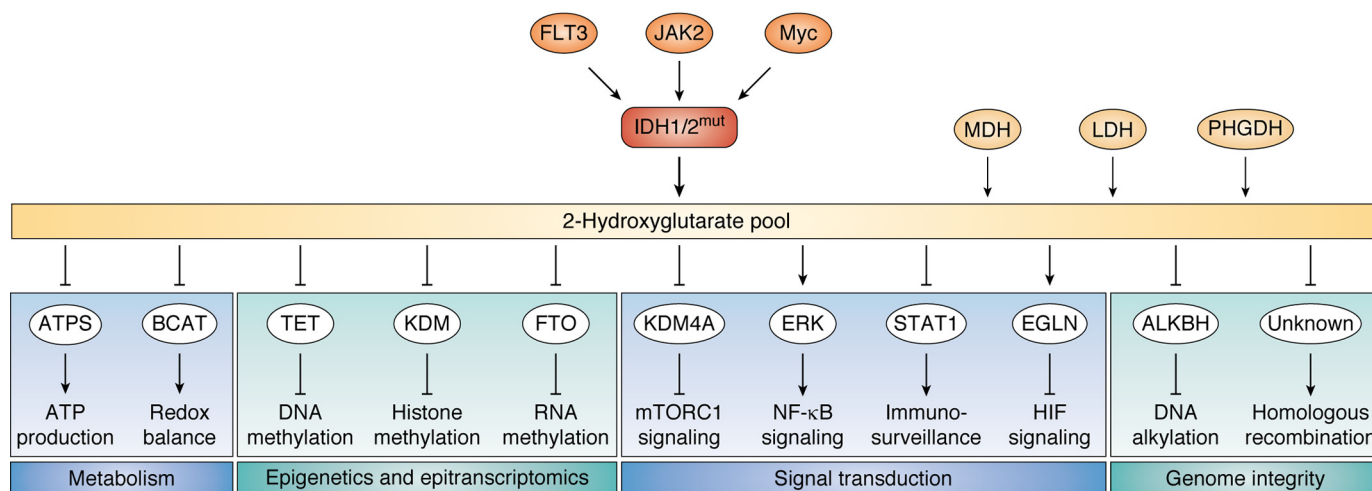 FLT3 JAK2 Myc
IDH1/2mut
MDH LDH PHGDH
2-Hydroxyglutarate pool
ATPS BCAT TET KDM FTO KDM4A ERK STAT1 EGLN ALKBH Unknown
ATP
production
Redox
balance
DNA
methylation
Histone
methylation
RNA
methylation
mTORC1
signaling
NF-κB
signaling
Immuno-
surveillance
HIF
signaling
DNA
alkylation
Homologous
recombination
Metabolism
Epigenetics and epitranscriptomics
Signal transduction
Genome integrity